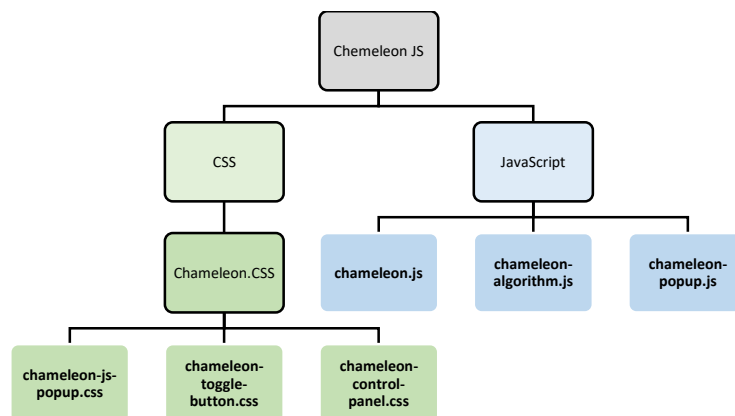 Chemeleon JS
CSS
JavaScript
Chameleon.CSS
chameleon.js
chameleon-
algorithm.js
chameleon-
popup.js
chameleon-js-
popup.css
chameleon-
toggle-
button.css
chameleon-
control-
panel.css